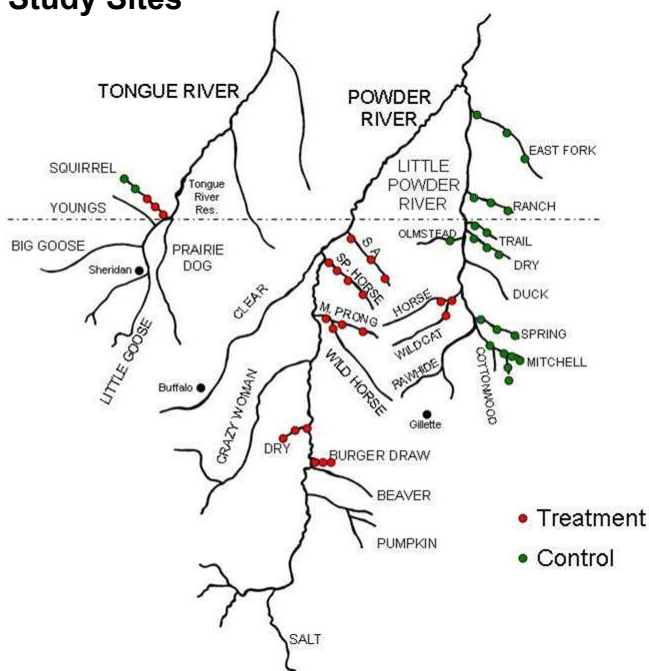 Study Sites
TONGUE RIVER
POWDER
RIVER
EAST FORK
SQUIRREL
LITTLE
POWDER
RIVER
Tongue
River
Res.
YOUNGS
RANCH
OLMSTEAD
TRAIL
BIG GOOSE
PRAIRIE
DOG
S.A.
DRY
Sheridan
SP. HORSE
DUCK
CLEAR
HORSE
M. PRONG
LITTLE GOOSE
WILDCAT
SPRING
WILD HORSE
RAWHIDE
COTTONWOOD
MITCHELL
Buffalo
CRAZY WOMAN
Gillette
DRY
BURGER DRAW
BEAVER
Treatment
PUMPKIN
Control
SALT